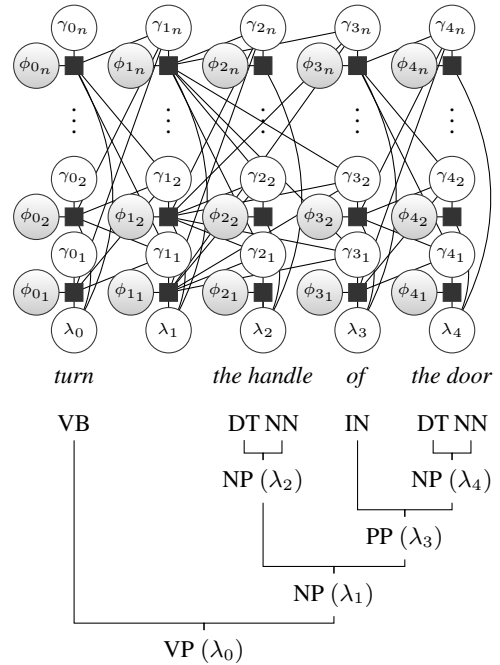 γ0n γ1n γ2n γ3n γ4n
ϕ0n ϕ1n ϕ2n ϕ3n ϕ4n
⋮ ⋮ ⋮ ⋮ ⋮
γ02 γ12 γ22 γ32 γ42
ϕ02 ϕ12 ϕ22 ϕ32 ϕ42
γ01 γ11 γ21 γ31 γ41
ϕ01 ϕ11 ϕ21 ϕ31 ϕ41
λ0 λ1 λ2 λ3 λ4
turn the handle of the door
VB DT NN IN DT NN
NP (λ2) NP (λ4)
PP (λ3)
NP (λ1)
VP (λ0)